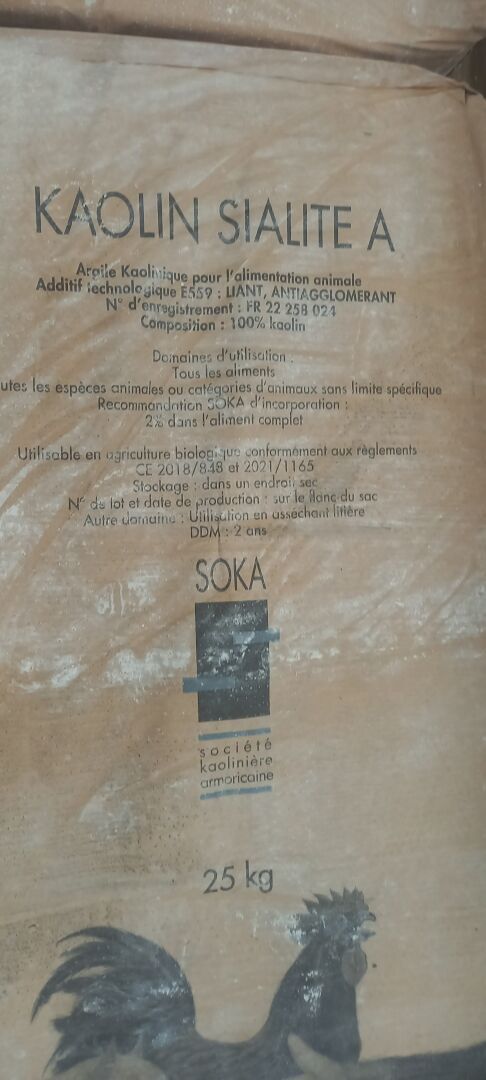 KAOLIN SIALITE A
Argile Kaolinique pour l'alimentation animale
Additif technologique E559 : LIANT, ANTIAGGLOMERANT
N° d'enregistrement : FR 22 258 024
Composition : 100% kaolin
Domaines d'utilisation :
Tous les aliments
utes les espèces animales ou catégories d'animaux sans limite spécifique
Recommandation SOKA d'incorporation :
2% dans l'aliment complet
Utilisable en agriculture biologique conformément aux règlements
CE 2018/848 et 2021/1165
Stockage : dans un endroit sec
N° de lot et date de production : sur le flanc du sac
Autre domaine : Utilisation en asséchant litière
DDM : 2 ans
SOKA
société
kaolinière
armoricaine
25 kg